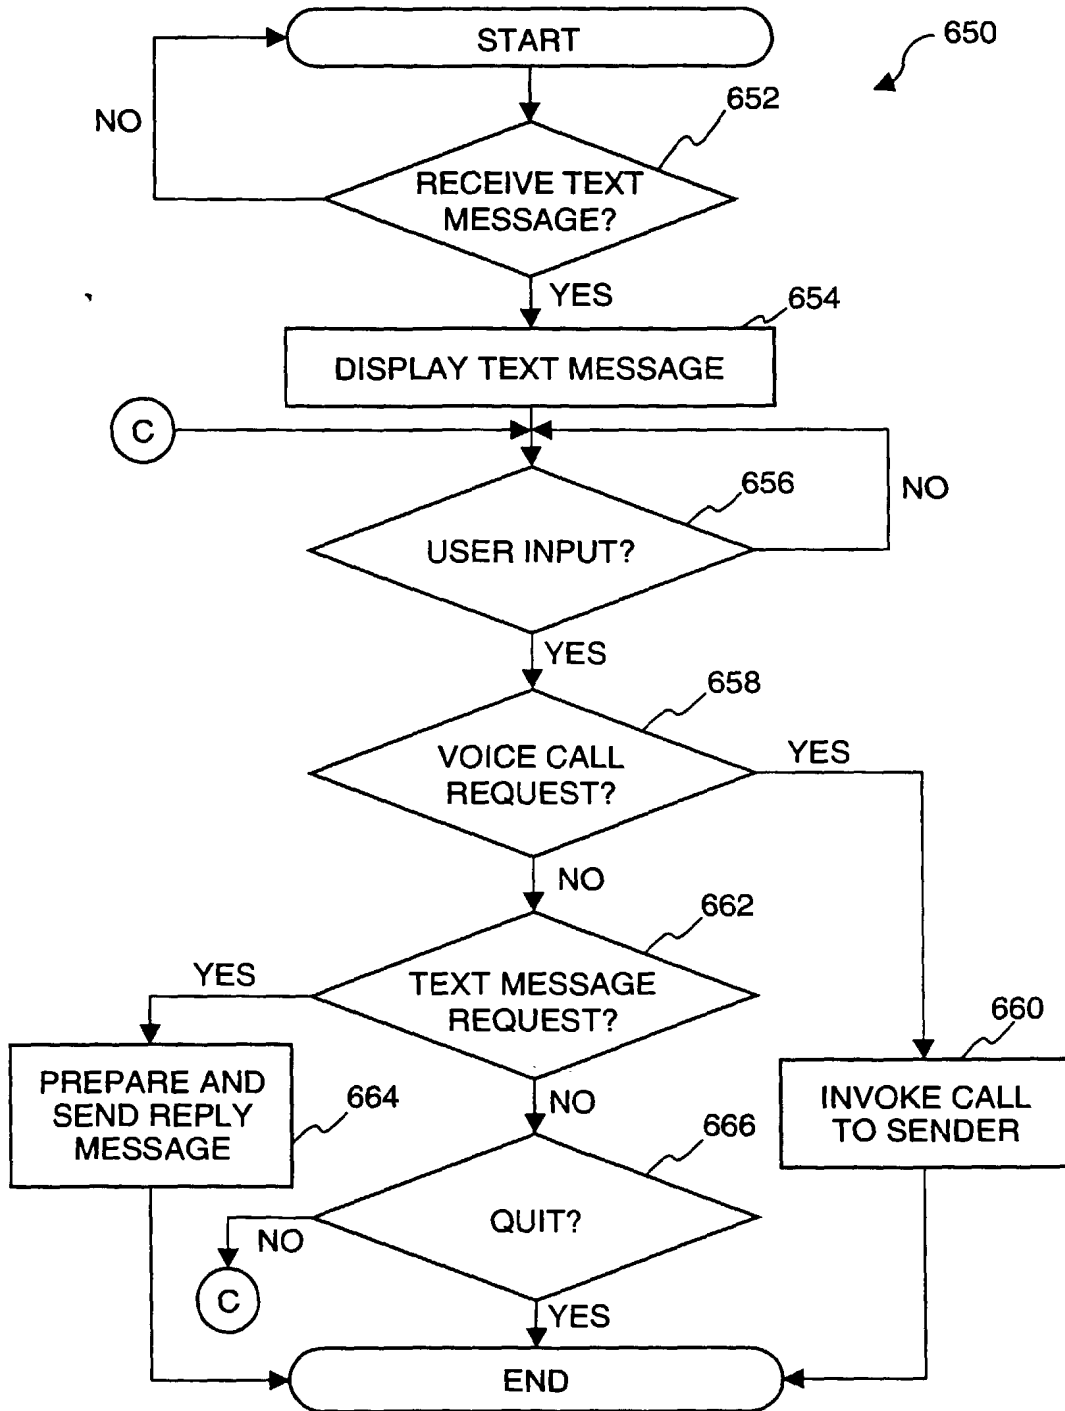 START
650
NO
652
RECEIVE TEXT
MESSAGE?
YES
654
DISPLAY TEXT MESSAGE
C
656
NO
USER INPUT?
YES
658
VOICE CALL
REQUEST?
YES
NO
662
YES
TEXT MESSAGE
REQUEST?
660
PREPARE AND
SEND REPLY
MESSAGE
664
NO
INVOKE CALL
TO SENDER
666
QUIT?
NO
C
YES
END